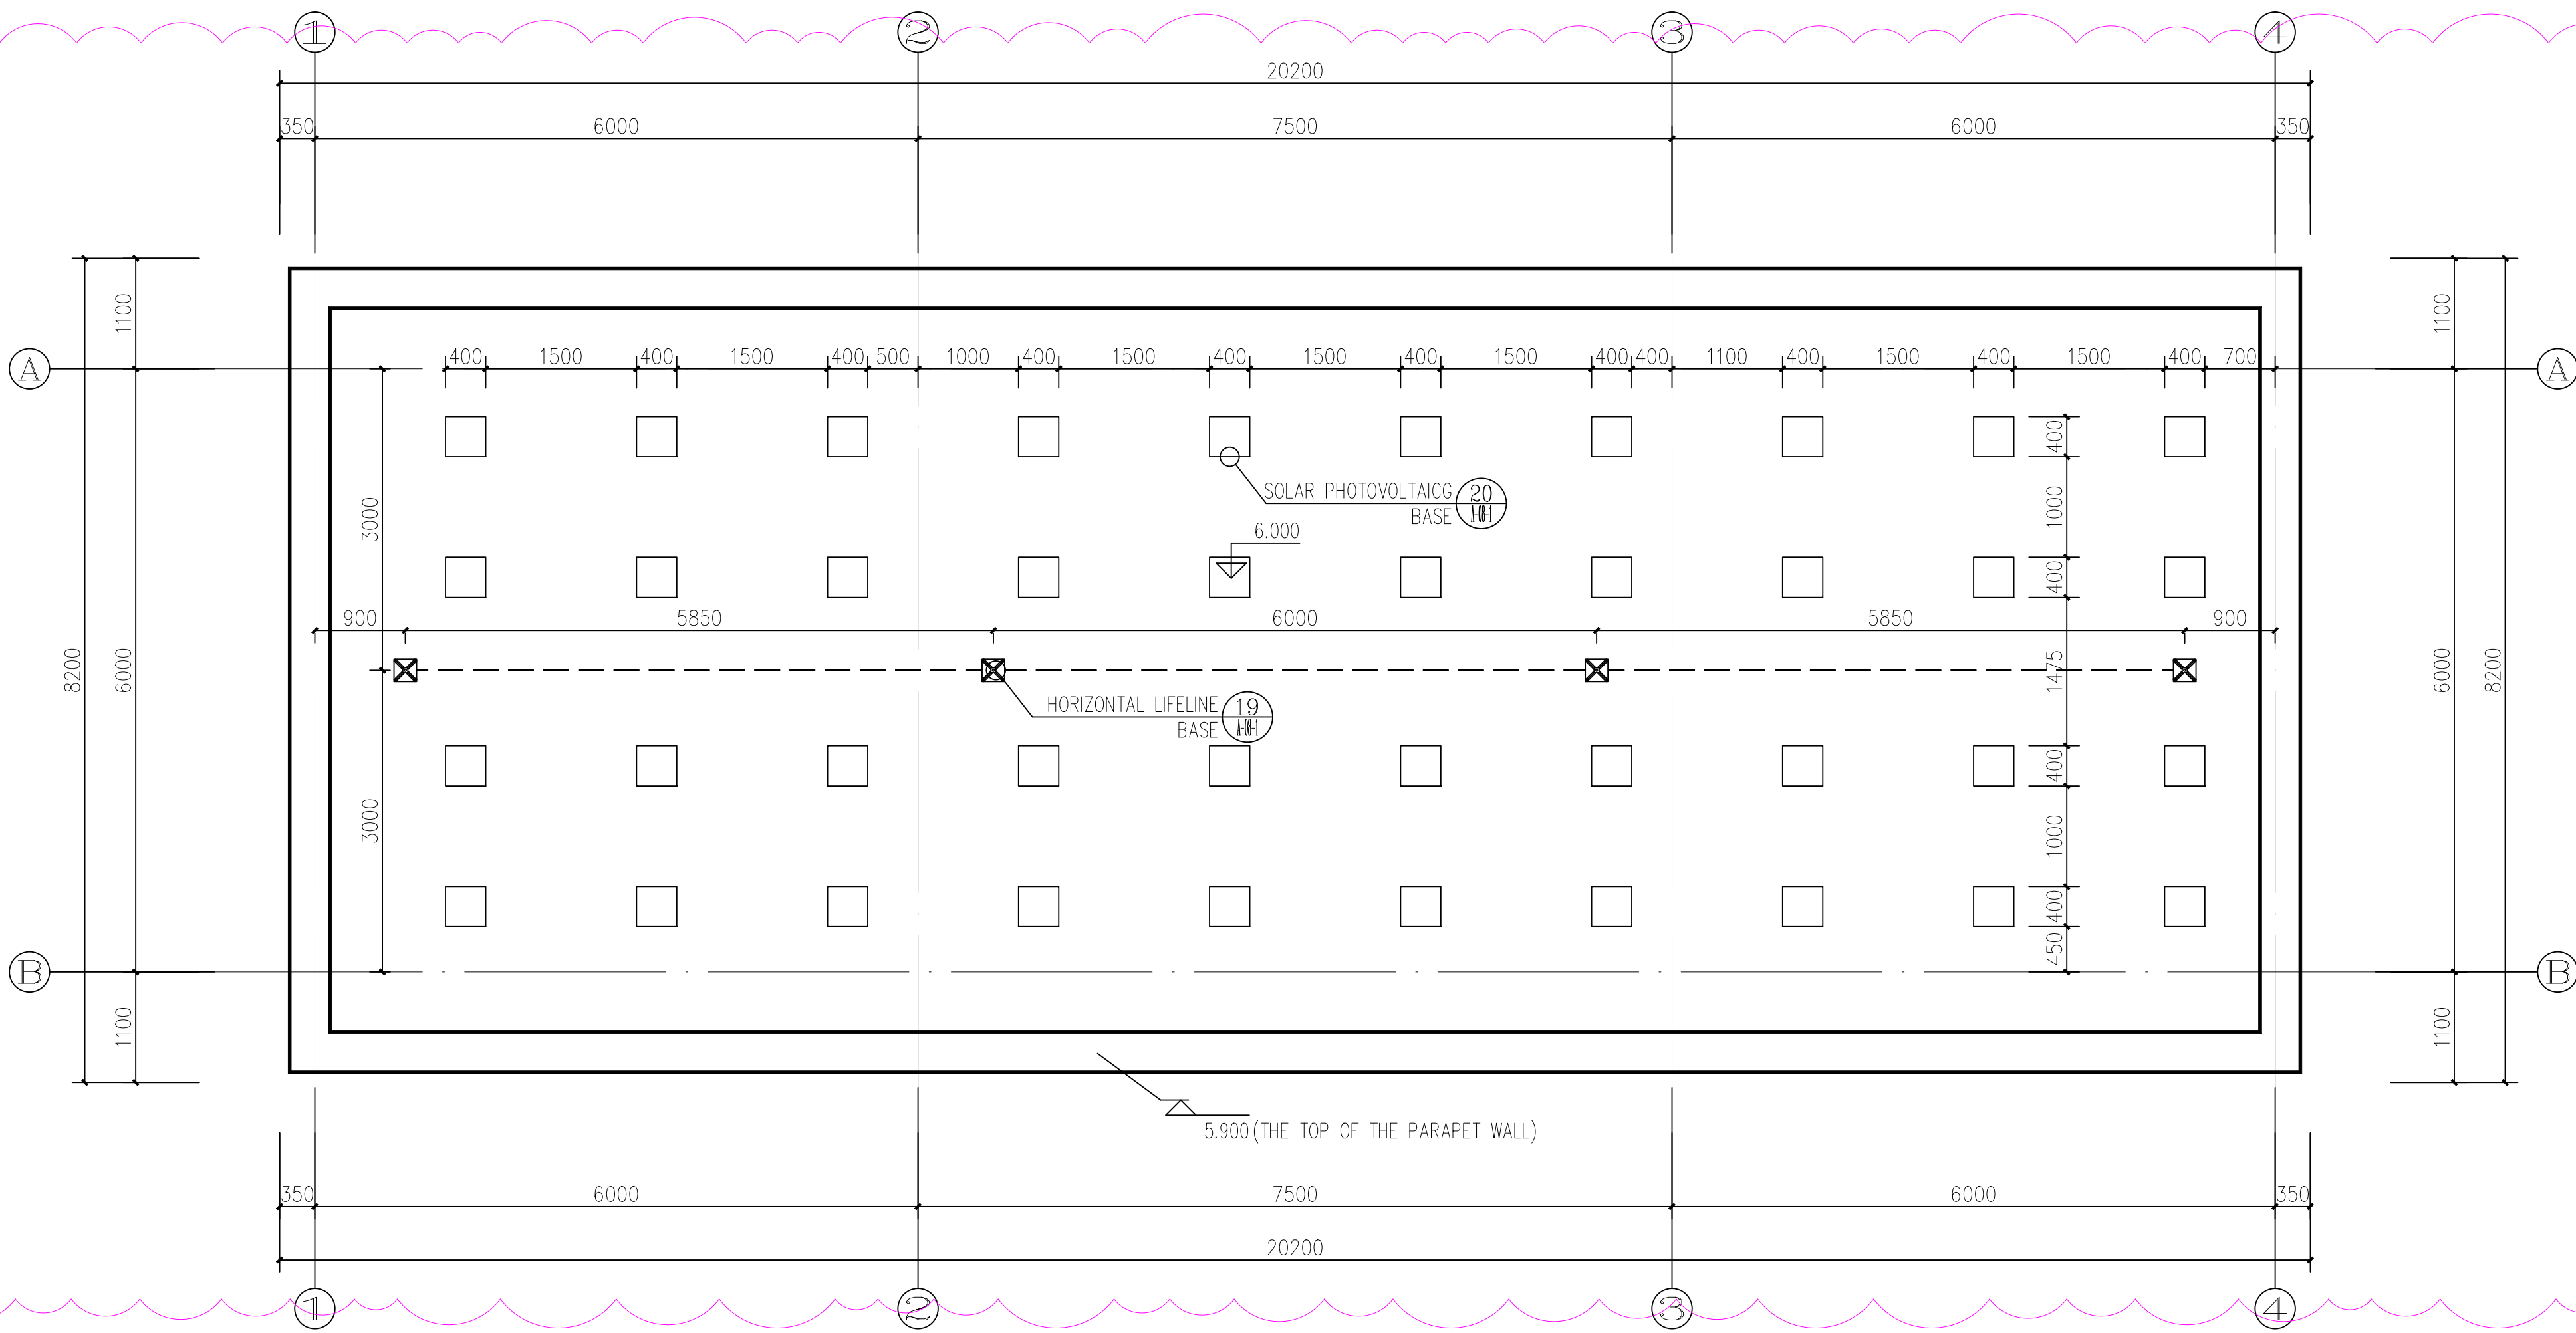 1 2 3 4
20200
350 6000 7500 6000 350
1100 1100
A 400 1500 400 1500 400 500 1000 400 1500 400 1500 400 1500 400 400 1100 400 1500 400 1500 400 700 A
400
SOLAR PHOTOVOLTAICG 20
BASE A-08-1
3000 1000
6.000
400
900 5850 6000 5850 900
8200 6000 1475 6000 8200
HORIZONTAL LIFELINE 19
BASE A-08-1
400
3000 1000
400
450
B B
1100 1100
5.900(THE TOP OF THE PARAPET WALL)
350 6000 7500 6000 350
20200
1 2 3 4